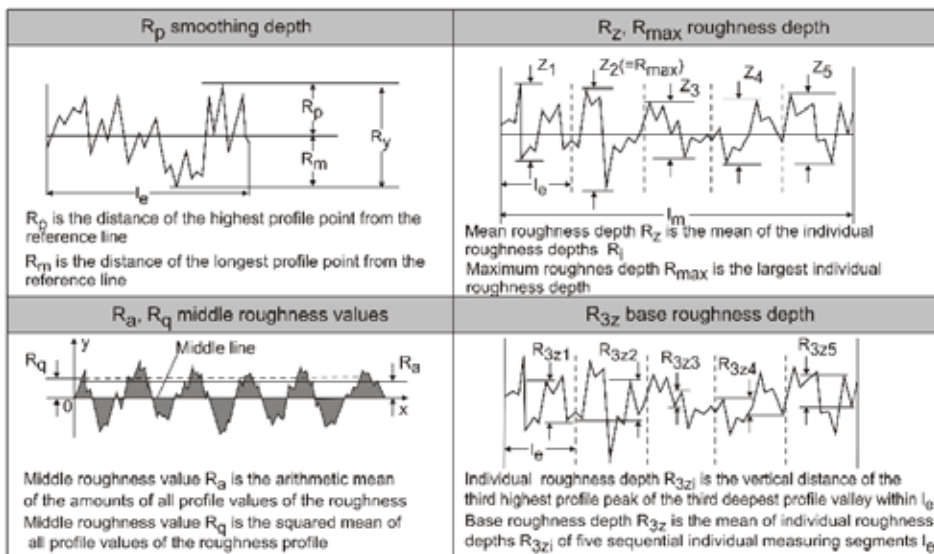 Rp smoothing depth
Rp
Rm
Ry
le
Rp is the distance of the highest profile point from the
reference line
Rm is the distance of the longest profile point from the
reference line
Rz, Rmax roughness depth
Z1
Z2(=Rmax)
Z3
Z4
Z5
le
lm
Mean roughness depth Rz is the mean of the individual
roughness depths Ri
Maximum roughnes depth Rmax is the largest individual
roughness depth
Ra, Rq middle roughness values
y
Middle line
Rq
Ra
0
x
Middle roughness value Ra is the arithmetic mean
of the amounts of all profile values of the roughness
Middle roughness value Rq is the squared mean of
all profile values of the roughness profile
R3z base roughness depth
R3z1
R3z2
R3z3
R3z4
R3z5
le
Individual roughness depth R3zi is the vertical distance of the
third highest profile peak of the third deepest profile valley within le
Base roughness depth R3z is the mean of individual roughness
depths R3zi of five sequential individual measuring segments le